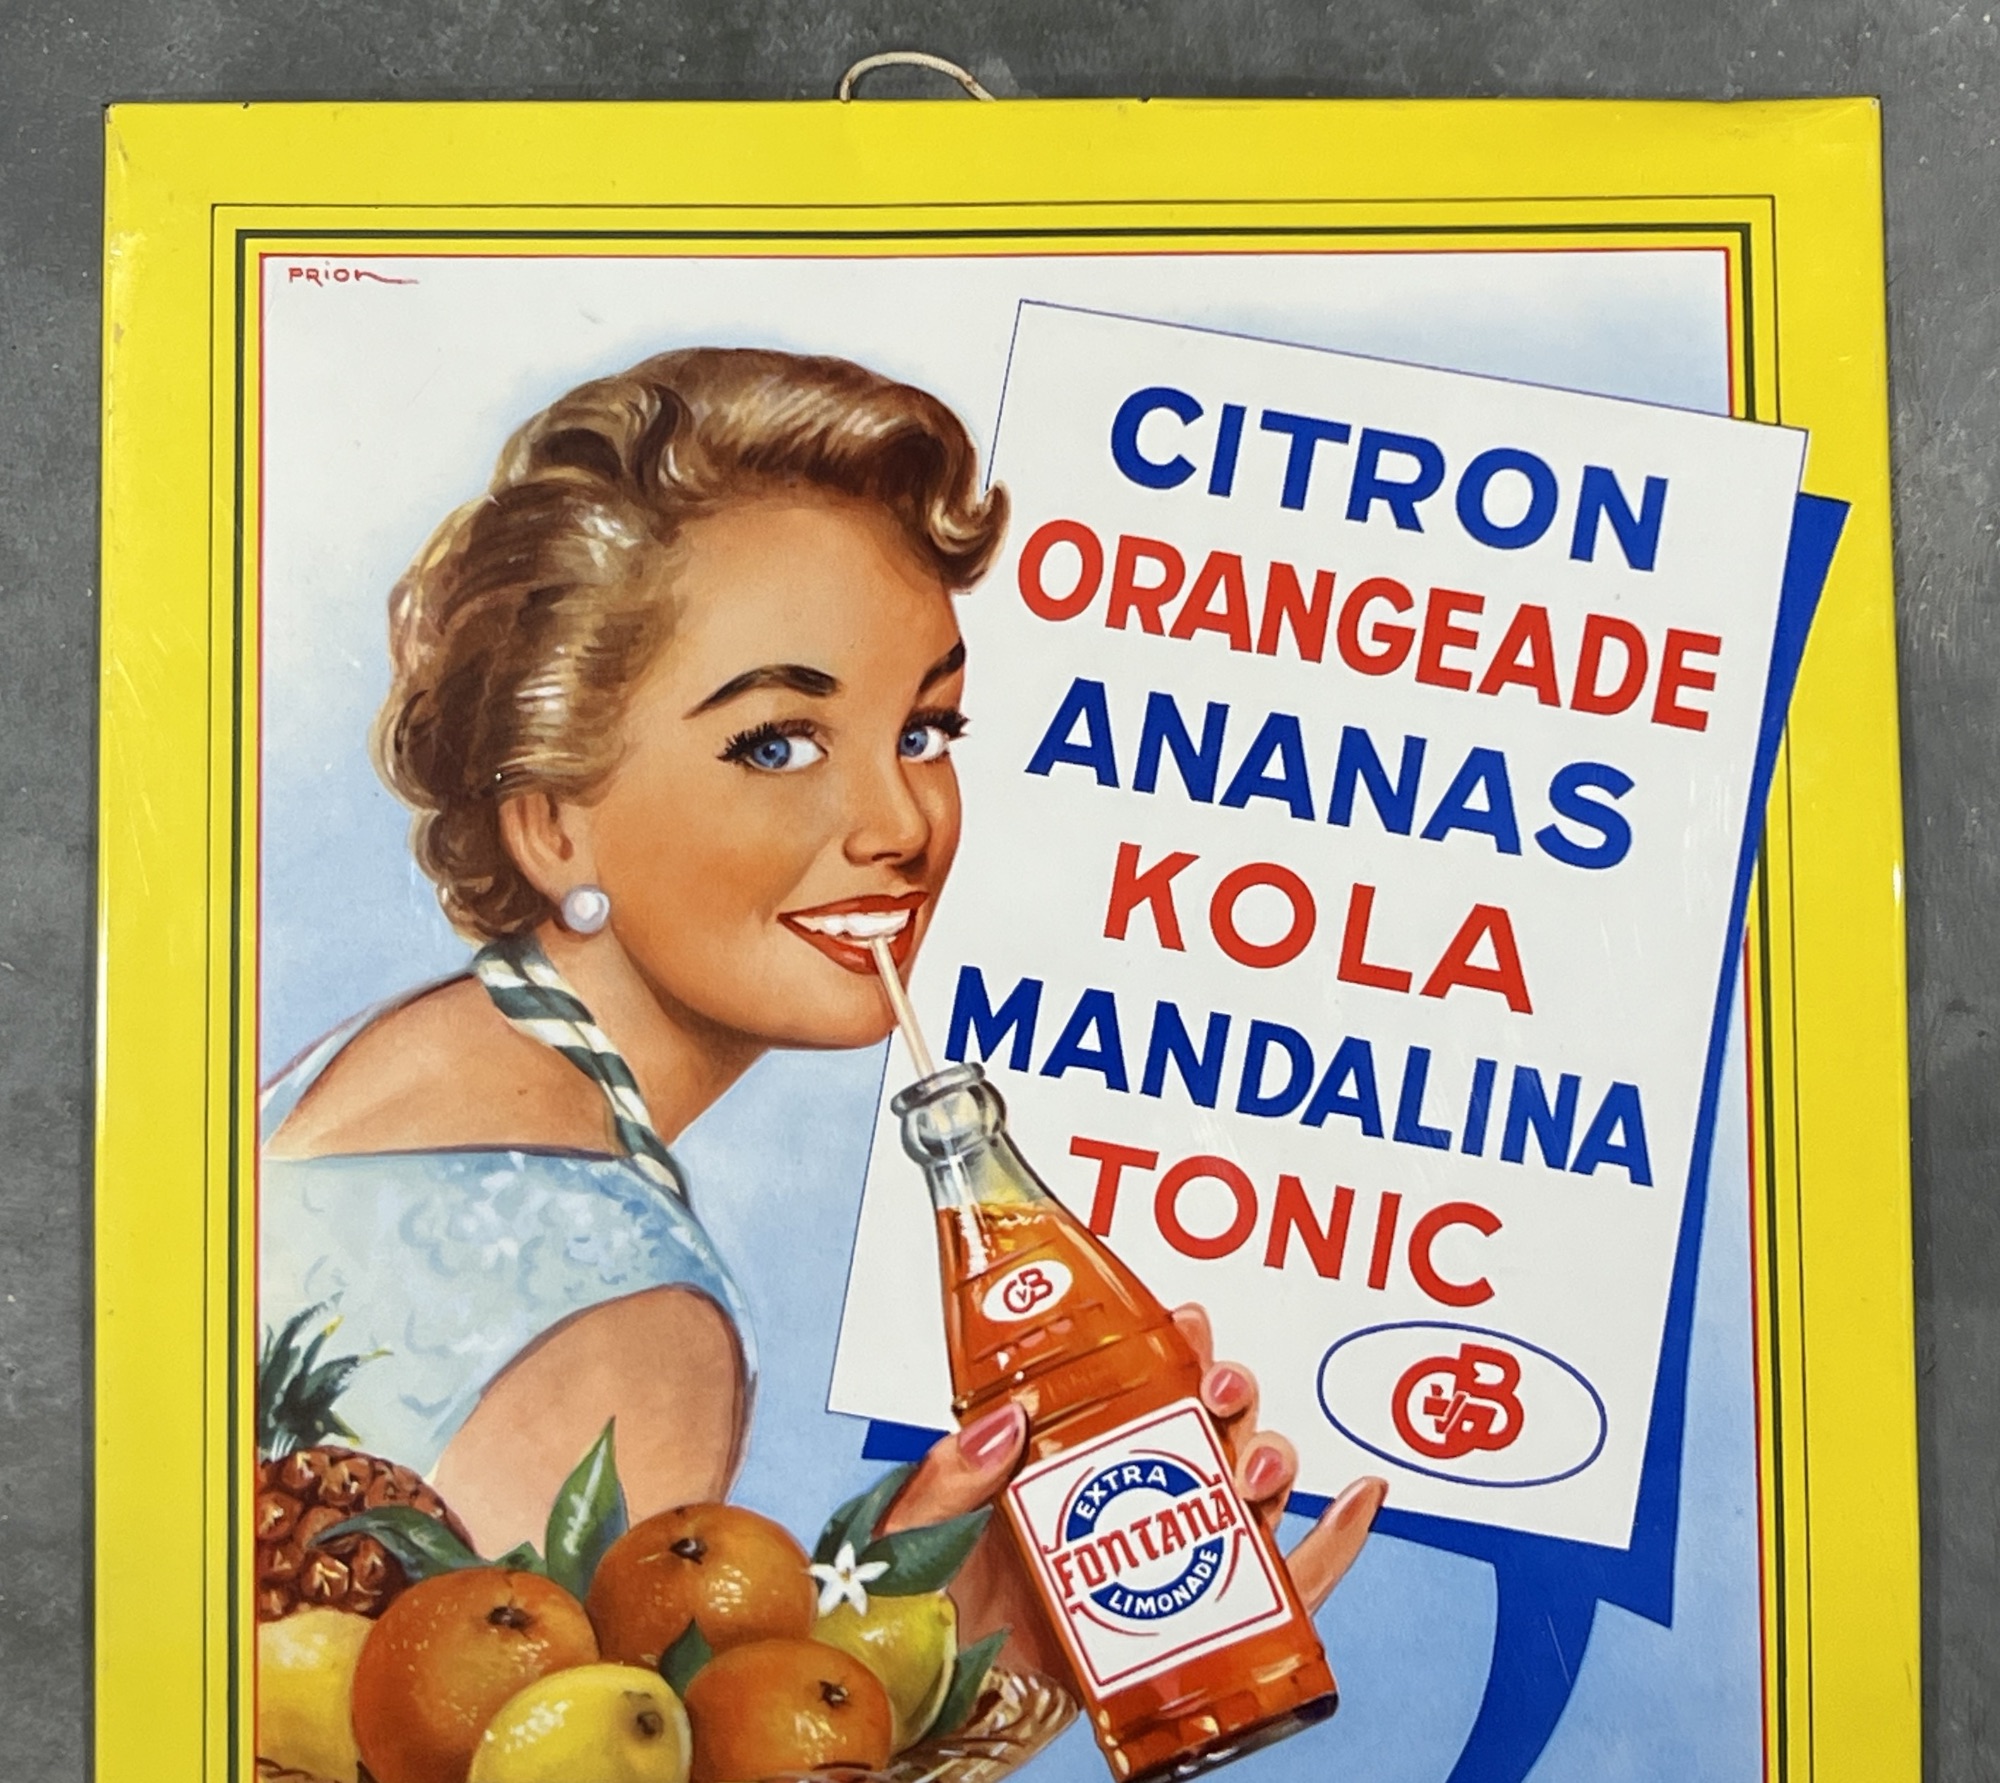 PRION
CITRON
ORANGEADE
ANANAS
KOLA
MANDALINA
TONIC
EXTRA
FONTANA
LIMONADE